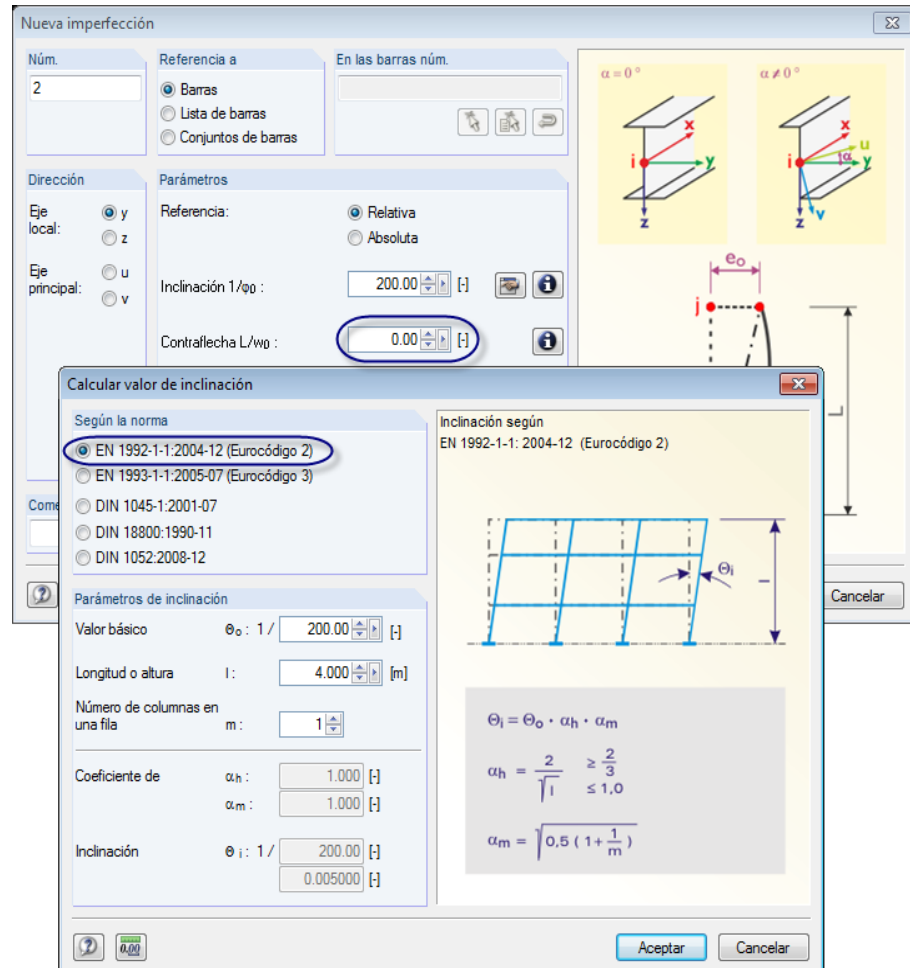 Nueva imperfección
Núm.
2
Referencia a
Barras
Lista de barras
Conjuntos de barras
En las barras núm.
α = 0 °
α ≠ 0 °
x
i
y
z
x
u
α
i
y
z
v
Dirección
Eje local:
y
z
Eje principal:
u
v
Parámetros
Referencia:
Relativa
Absoluta
Inclinación 1/φ0 :
200.00
[-]
Contraflecha L/w0 :
0.00
[-]
e0
j
L
Come
Cancelar
Calcular valor de inclinación
Según la norma
EN 1992-1-1:2004-12 (Eurocódigo 2)
EN 1993-1-1:2005-07 (Eurocódigo 3)
DIN 1045-1:2001-07
DIN 18800:1990-11
DIN 1052:2008-12
Parámetros de inclinación
Valor básico Θo : 1 / 200.00 [-]
Longitud o altura l : 4.000 [m]
Número de columnas en
una fila m : 1
Coeficiente de αh : 1.000 [-]
αm : 1.000 [-]
Inclinación Θi : 1 / 200.00 [-]
0.005000 [-]
Inclinación según
EN 1992-1-1: 2004-12 (Eurocódigo 2)
Θi
l
Θi = Θo · αh · αm
αh = 2/√l ≥ 2/3 ≤ 1,0
αm = √0,5 ( 1 + 1/m )
0.00
Aceptar
Cancelar